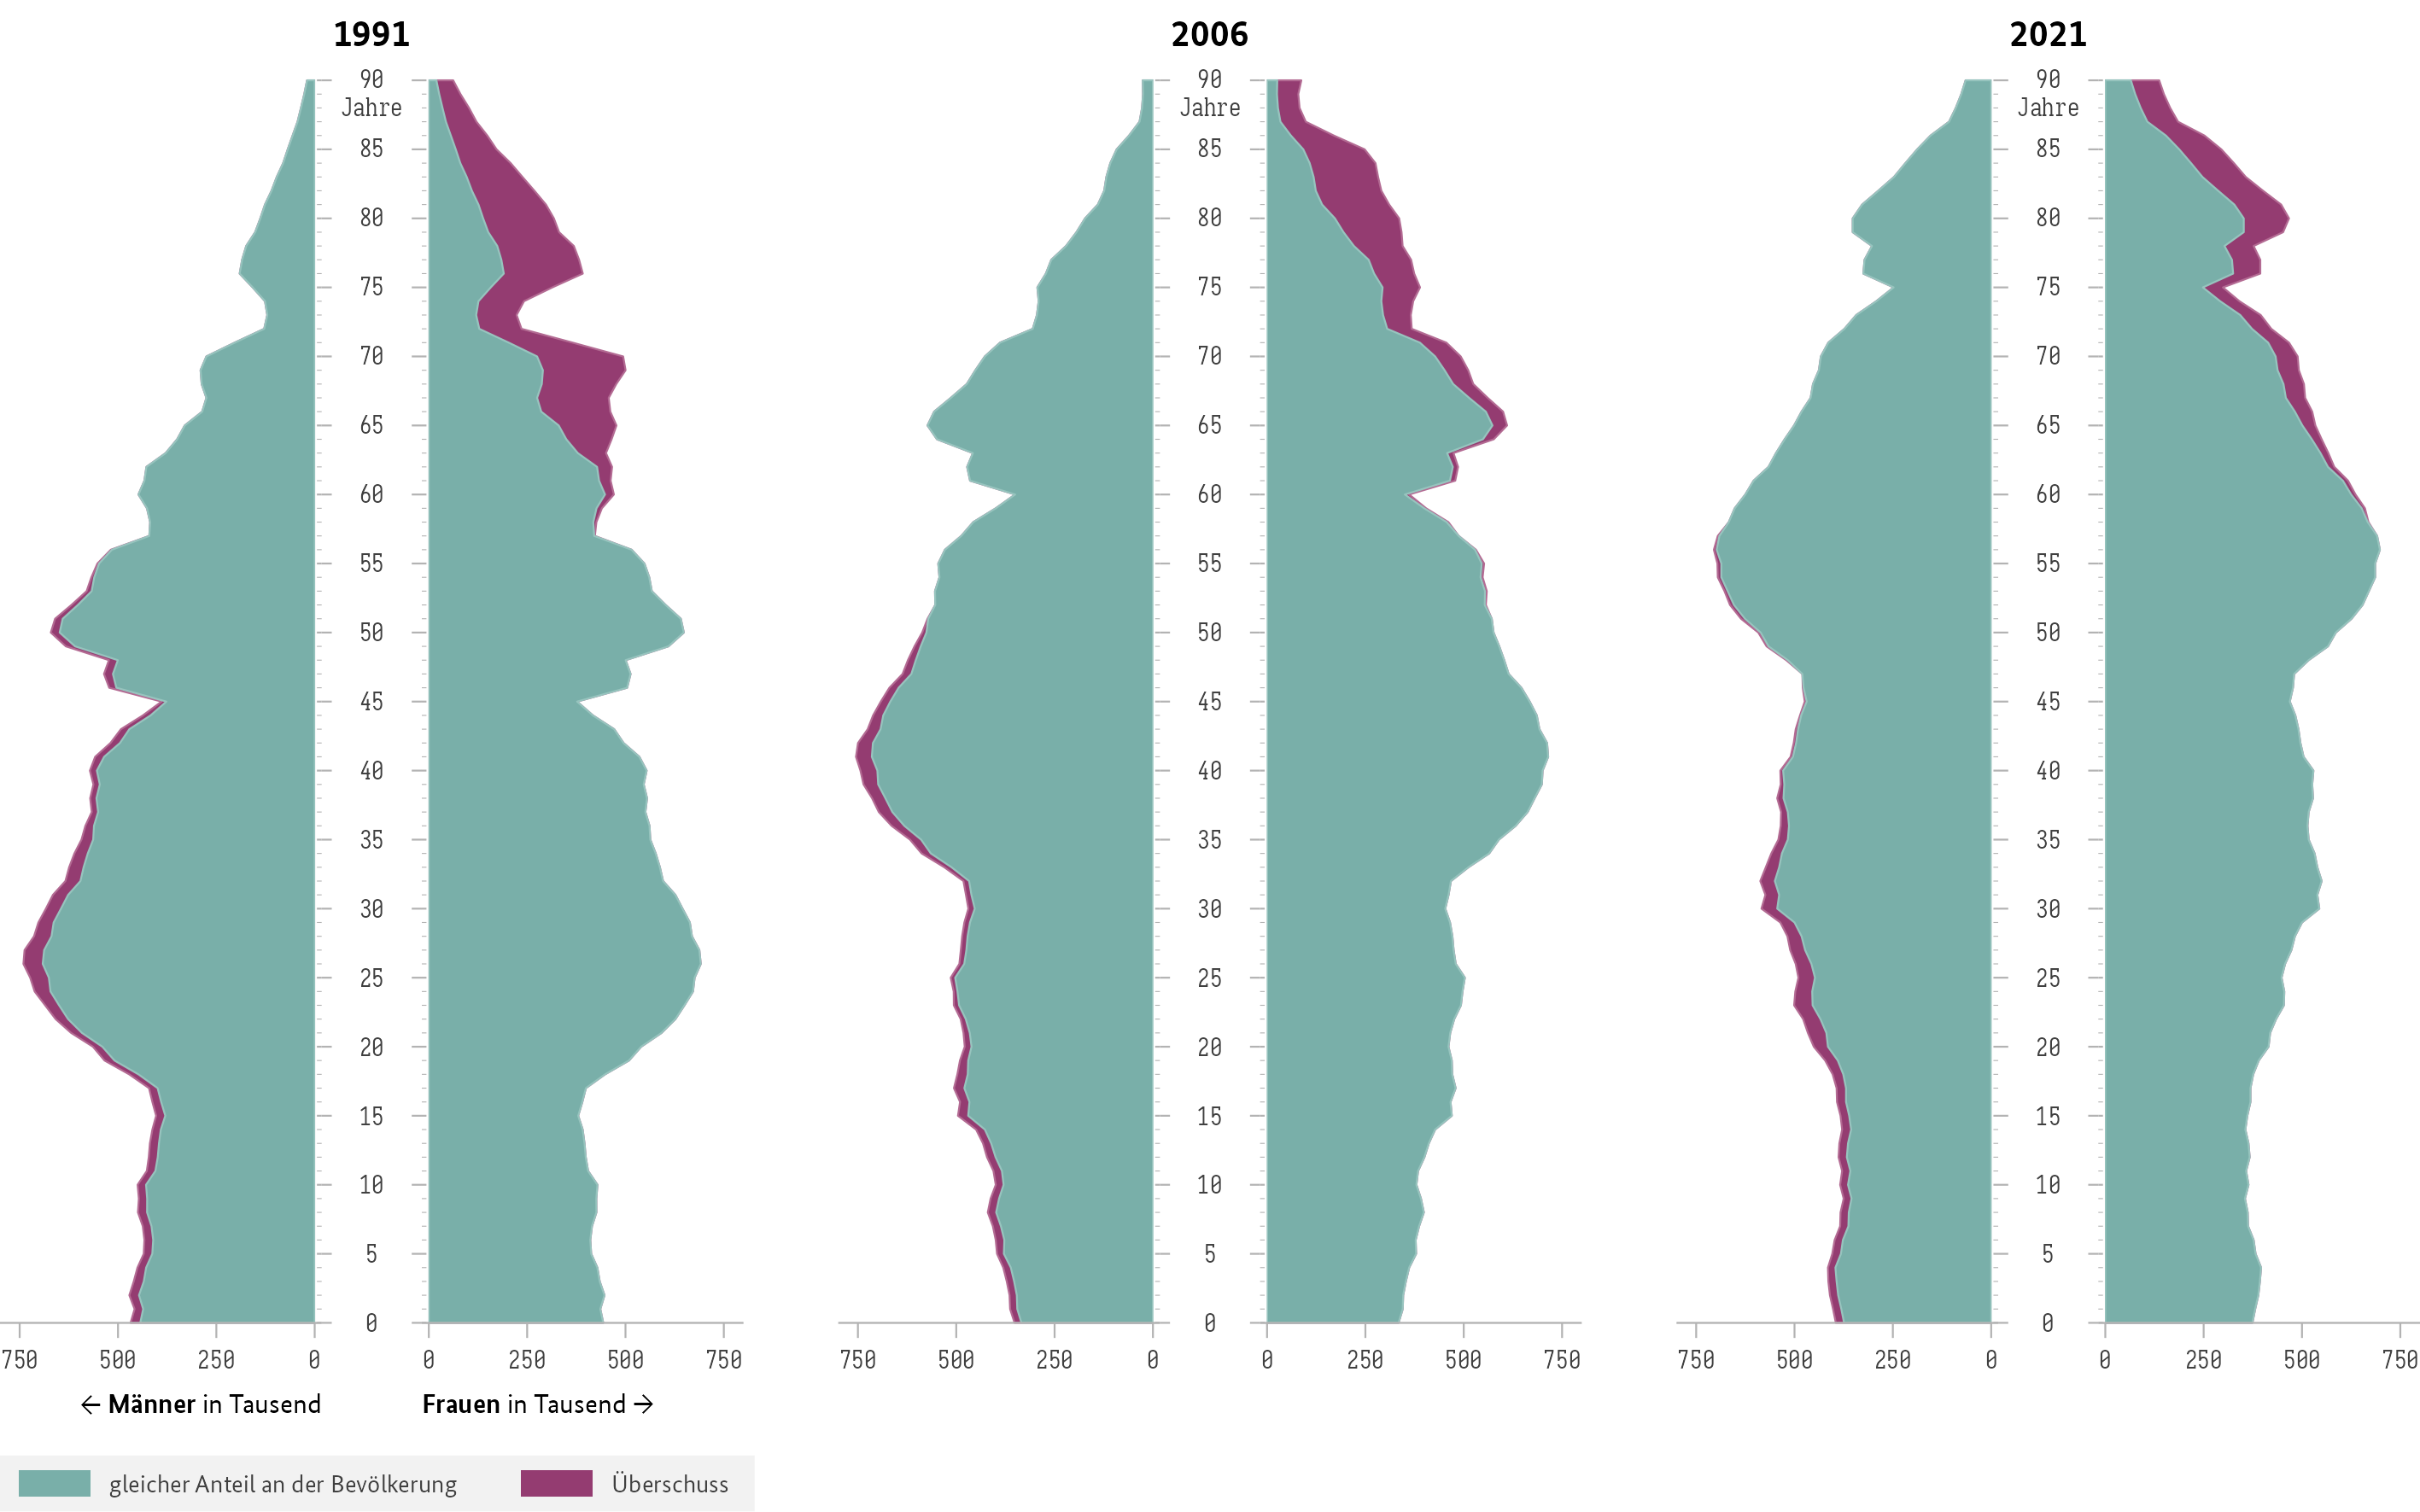 1991 2006 2021
90 90 90
Jahre Jahre Jahre
85 85 85
80 80 80
75 75 75
70 70 70
65 65 65
60 60 60
55 55 55
50 50 50
45 45 45
40 40 40
35 35 35
30 30 30
25 25 25
20 20 20
15 15 15
10 10 10
5 5 5
0 0 0
750 500 250 0 0 250 500 750 750 500 250 0 0 250 500 750 750 500 250 0 0 250 500 750
← Männer in Tausend Frauen in Tausend →
gleicher Anteil an der Bevölkerung Überschuss